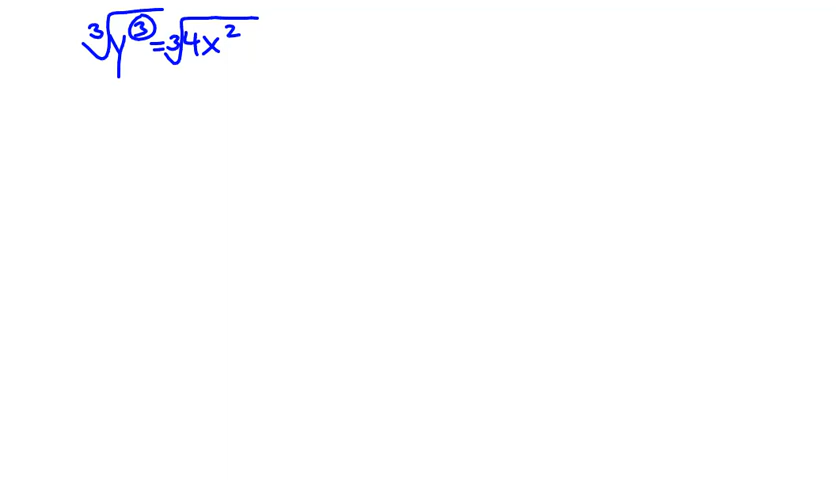 ∛y³ = ∛4x²